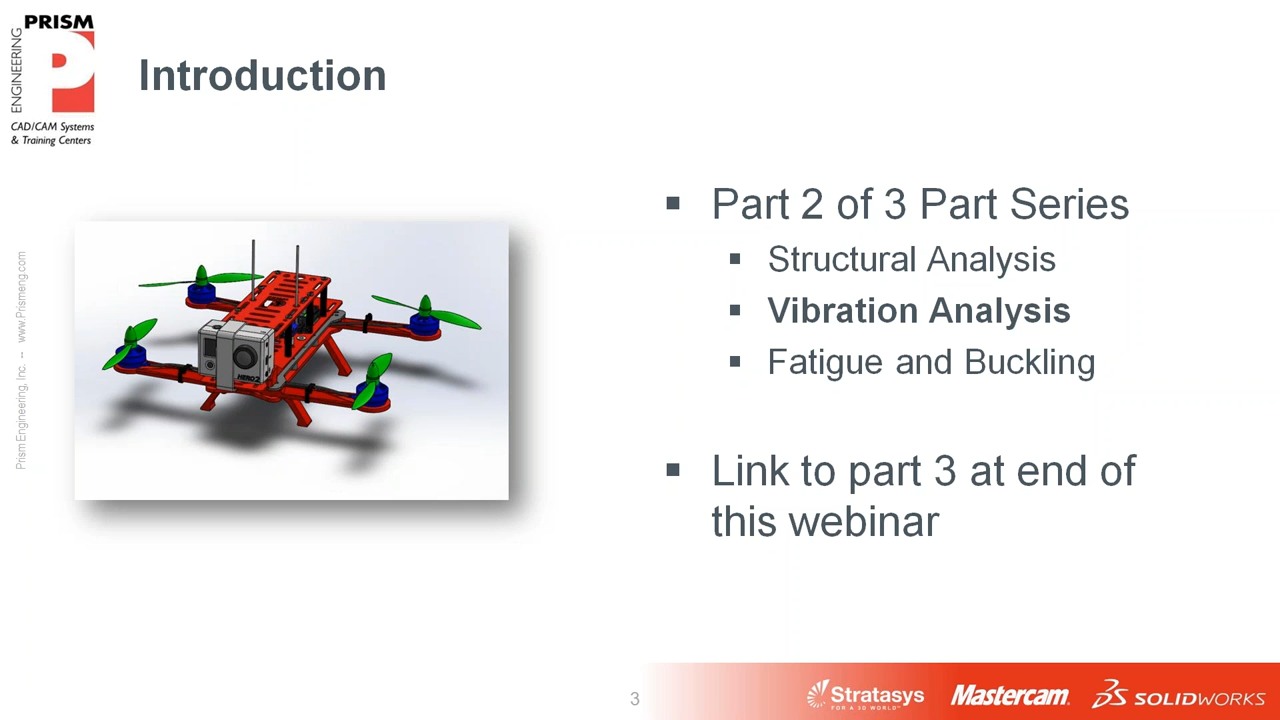 PRISM
ENGINEERING
CAD/CAM Systems
& Training Centers
Introduction
Prism Engineering, Inc. -- www.Prismeng.com
HERO2
▪ Part 2 of 3 Part Series
▪ Structural Analysis
▪ Vibration Analysis
▪ Fatigue and Buckling
▪ Link to part 3 at end of
this webinar
3
Stratasys
FOR A 3D WORLD™
Mastercam®
SOLIDWORKS